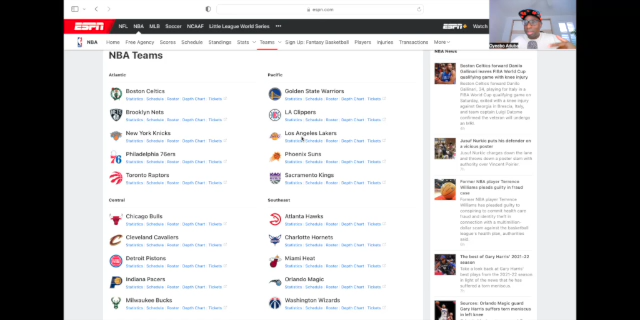 espn.com
ESPN NFL NBA MLB Soccer NCAAF Little League World Series ••• ESPN+ Watch
NBA Home Free Agency Scores Schedule Standings Stats Teams Sign Up: Fantasy Basketball Players Injuries Transactions More
NBA Teams
Atlantic
Boston Celtics
Statistics Schedule Roster Depth Chart Tickets
Brooklyn Nets
Statistics Schedule Roster Depth Chart Tickets
New York Knicks
Statistics Schedule Roster Depth Chart Tickets
Philadelphia 76ers
Statistics Schedule Roster Depth Chart Tickets
Toronto Raptors
Statistics Schedule Roster Depth Chart Tickets
Central
Chicago Bulls
Statistics Schedule Roster Depth Chart Tickets
Cleveland Cavaliers
Statistics Schedule Roster Depth Chart Tickets
Detroit Pistons
Statistics Schedule Roster Depth Chart Tickets
Indiana Pacers
Statistics Schedule Roster Depth Chart Tickets
Milwaukee Bucks
Statistics Schedule Roster Depth Chart Tickets
Pacific
Golden State Warriors
Statistics Schedule Roster Depth Chart Tickets
LA Clippers
Statistics Schedule Roster Depth Chart Tickets
Los Angeles Lakers
Statistics Schedule Roster Depth Chart Tickets
Phoenix Suns
Statistics Schedule Roster Depth Chart Tickets
Sacramento Kings
Statistics Schedule Roster Depth Chart Tickets
Southeast
Atlanta Hawks
Statistics Schedule Roster Depth Chart Tickets
Charlotte Hornets
Statistics Schedule Roster Depth Chart Tickets
Miami Heat
Statistics Schedule Roster Depth Chart Tickets
Orlando Magic
Statistics Schedule Roster Depth Chart Tickets
Washington Wizards
Statistics Schedule Roster Depth Chart Tickets
NBA News
Boston Celtics forward Danilo
Gallinari leaves FIBA World Cup
qualifying game with knee injury
Jusuf Nurkic puts his defender on
a vicious poster
Former NBA player Terrence
Williams pleads guilty in fraud
case
The best of Gary Harris' 2021-22
season
Sources: Orlando Magic guard
Gary Harris suffers torn meniscus
in left knee